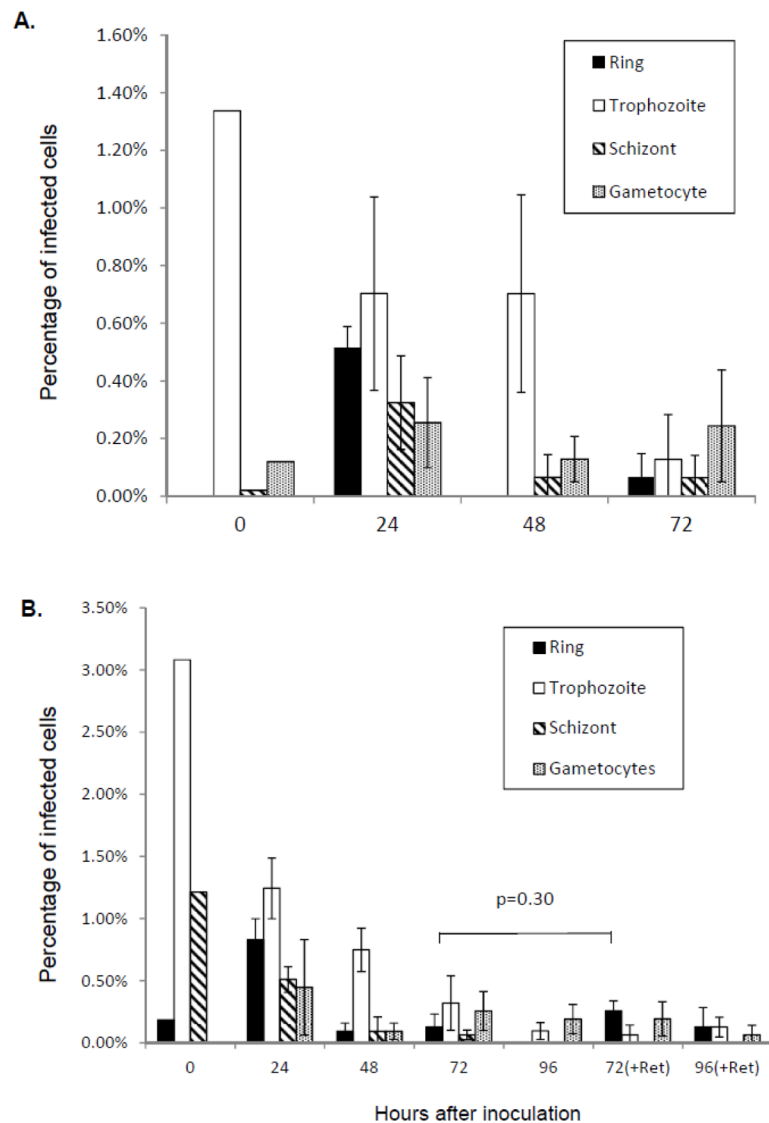 A.
Percentage of infected cells
1.60%
1.40%
1.20%
1.00%
0.80%
0.60%
0.40%
0.20%
0.00%
Ring
Trophozoite
Schizont
Gametocyte
0 24 48 72
B.
Percentage of infected cells
3.50%
3.00%
2.50%
2.00%
1.50%
1.00%
0.50%
0.00%
Ring
Trophozoite
Schizont
Gametocytes
p=0.30
0 24 48 72 96 72(+Ret) 96(+Ret)
Hours after inoculation